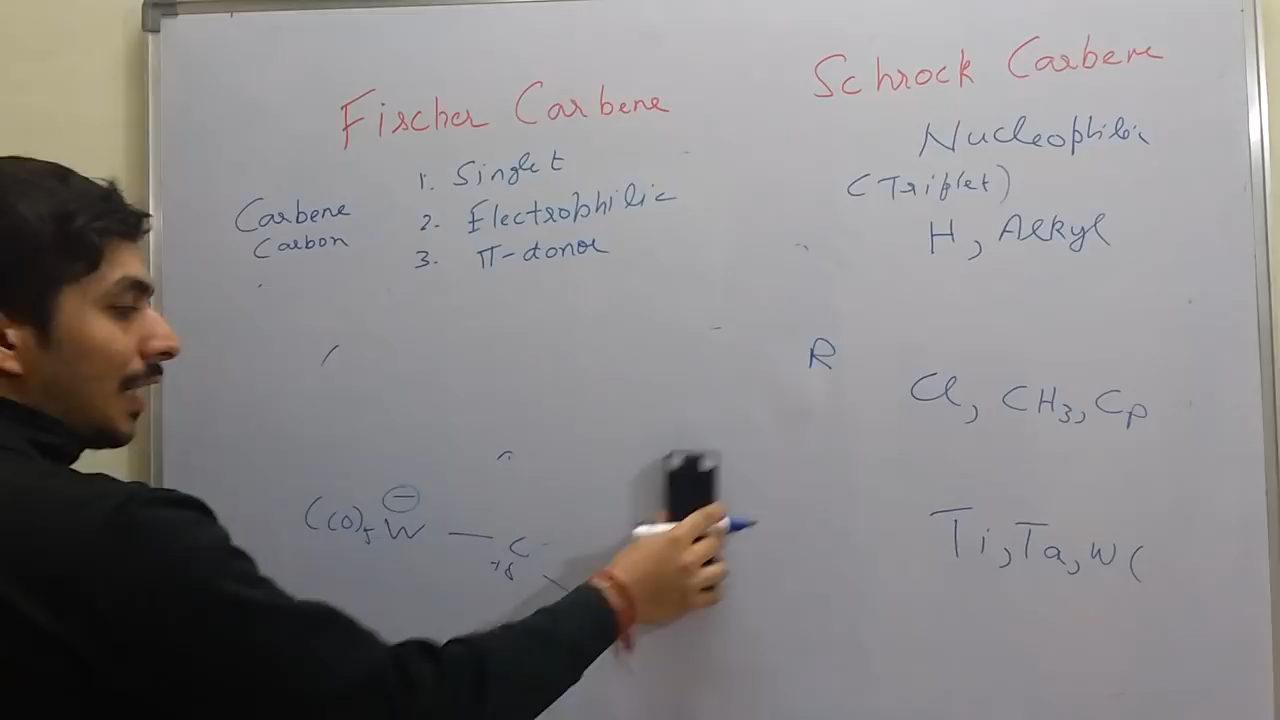 Fischer Carbene
Carbene
Carbon
1. Singlet
2. Electrophilic
3. π-donor
(CO)₅W⊖ — C
+δ
Schrock Carbene
Nucleophilic
(Triplet)
H, Alkyl
R
Cl, CH₃, Cp
Ti, Ta, W (